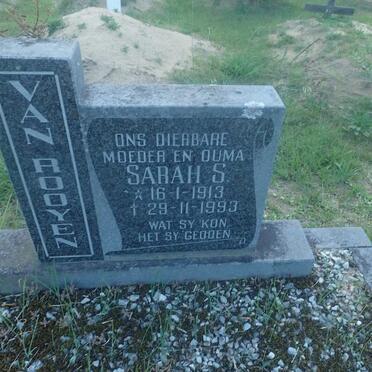 VAN ROOYEN
ONS DIERBARE
MOEDER EN OUMA
SARAH S.
* 16-1-1913
† 29-11-1993
WAT SY KON
HET SY GEDOEN